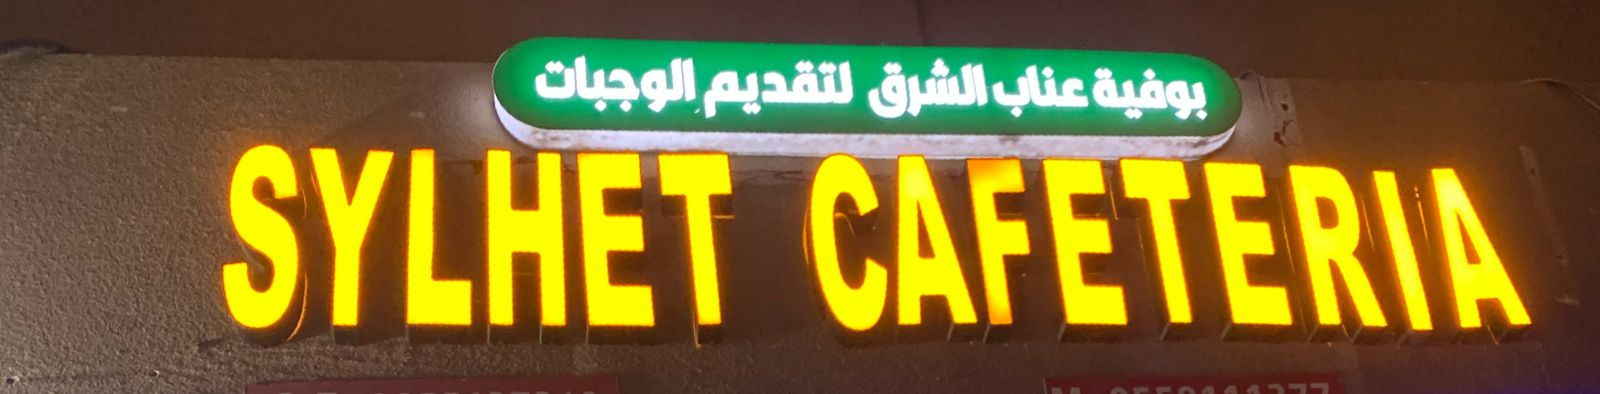 بوفية عناب الشرق لتقديم الوجبات
SYLHET CAFETERIA